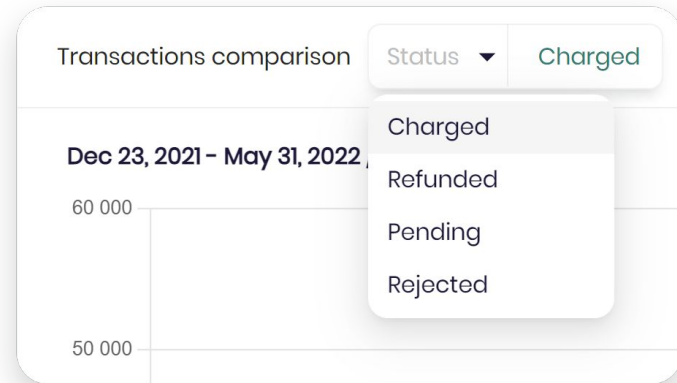 Transactions comparison Status Charged
Charged
Dec 23, 2021 - May 31, 2022
Refunded
60 000
Pending
Rejected
50 000